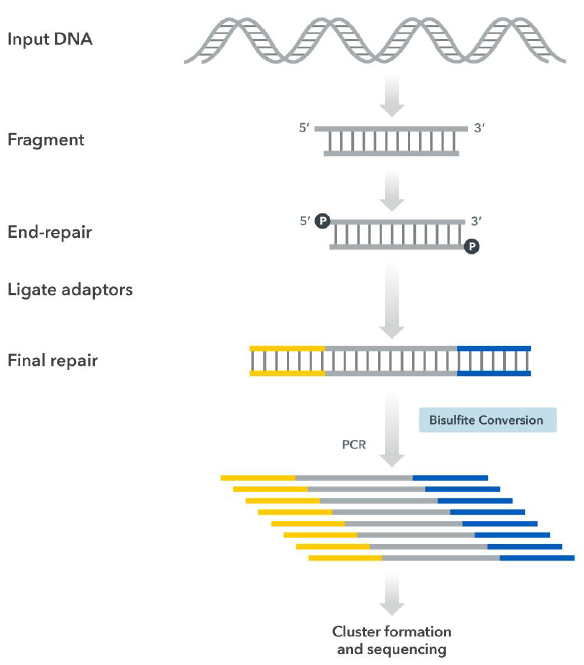 Input DNA
5′ 3′
Fragment
5′ P 3′
End-repair
P
Ligate adaptors
Final repair
Bisulfite Conversion
PCR
Cluster formation
and sequencing